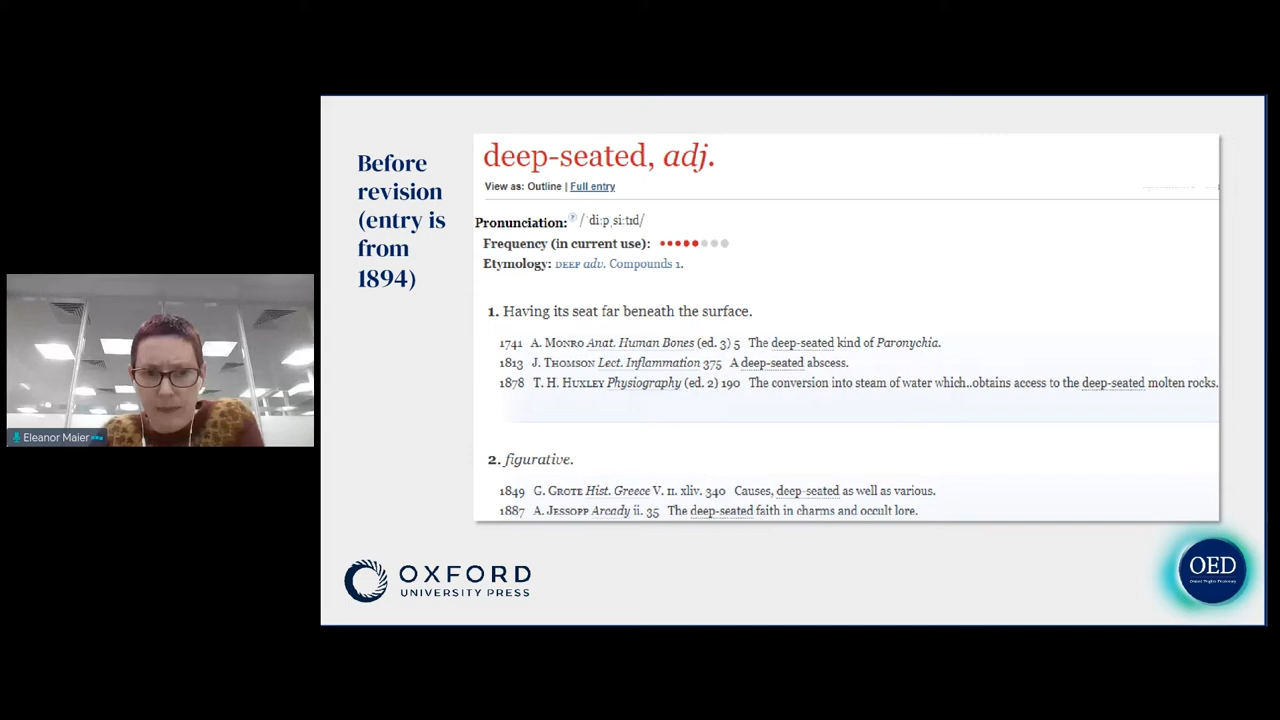 Before
revision
(entry is
from
1894)
deep-seated, adj.
View as: Outline | Full entry
Pronunciation: ? /ˈdiːpˌsiːtɪd/
Frequency (in current use):
Etymology: DEEP adv. Compounds 1.
1. Having its seat far beneath the surface.
1741 A. MONRO Anat. Human Bones (ed. 3) 5 The deep-seated kind of Paronychia.
1813 J. THOMSON Lect. Inflammation 375 A deep-seated abscess.
1878 T. H. HUXLEY Physiography (ed. 2) 190 The conversion into steam of water which..obtains access to the deep-seated molten rocks.
2. figurative.
1849 G. GROTE Hist. Greece V. II. xliv. 340 Causes, deep-seated as well as various.
1887 A. JESSOPP Arcady ii. 35 The deep-seated faith in charms and occult lore.
Eleanor Maier
OXFORD
UNIVERSITY PRESS
OED
Oxford English Dictionary